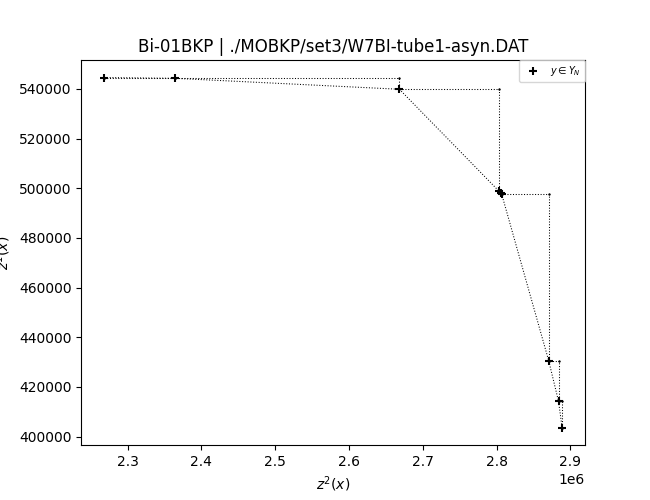 Bi-01BKP | ./MOBKP/set3/W7BI-tube1-asyn.DAT
y ∈ Y_N
540000
520000
500000
480000
460000
440000
420000
400000
2.3 2.4 2.5 2.6 2.7 2.8 2.9
1e6
z²(x)